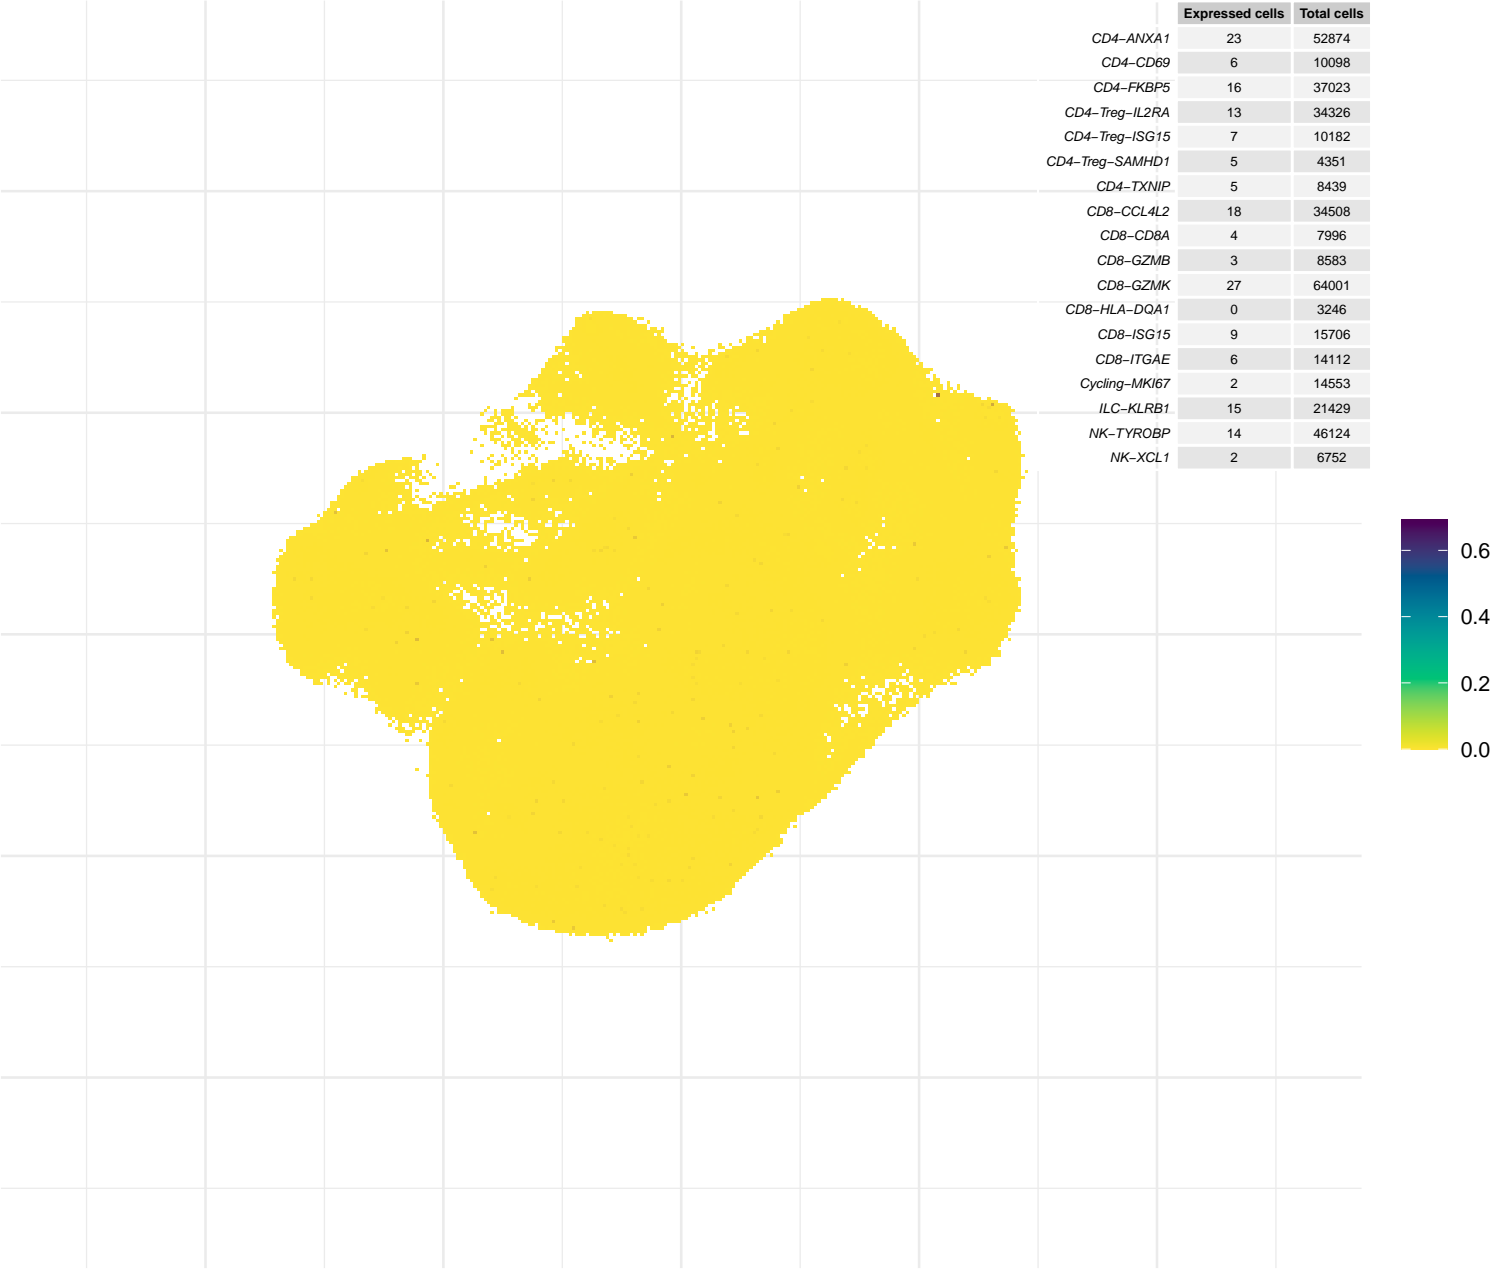 Expressed cells Total cells
CD4−ANXA1 23 52874
CD4−CD69 6 10098
CD4−FKBP5 16 37023
CD4−Treg−IL2RA 13 34326
CD4−Treg−ISG15 7 10182
CD4−Treg−SAMHD1 5 4351
CD4−TXNIP 5 8439
CD8−CCL4L2 18 34508
CD8−CD8A 4 7996
CD8−GZMB 3 8583
CD8−GZMK 27 64001
CD8−HLA−DQA1 0 3246
CD8−ISG15 9 15706
CD8−ITGAE 6 14112
Cycling−MKI67 2 14553
ILC−KLRB1 15 21429
NK−TYROBP 14 46124
NK−XCL1 2 6752
0.6
0.4
0.2
0.0